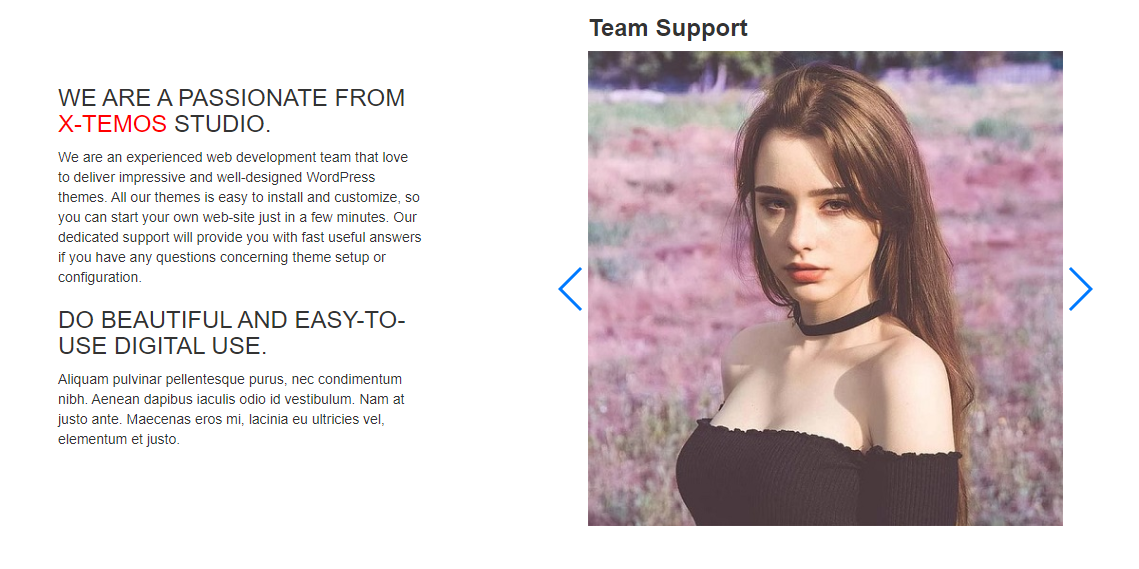 Team Support
WE ARE A PASSIONATE FROM
X-TEMOS STUDIO.
We are an experienced web development team that love
to deliver impressive and well-designed WordPress
themes. All our themes is easy to install and customize, so
you can start your own web-site just in a few minutes. Our
dedicated support will provide you with fast useful answers
if you have any questions concerning theme setup or
configuration.
DO BEAUTIFUL AND EASY-TO-
USE DIGITAL USE.
Aliquam pulvinar pellentesque purus, nec condimentum
nibh. Aenean dapibus iaculis odio id vestibulum. Nam at
justo ante. Maecenas eros mi, lacinia eu ultricies vel,
elementum et justo.